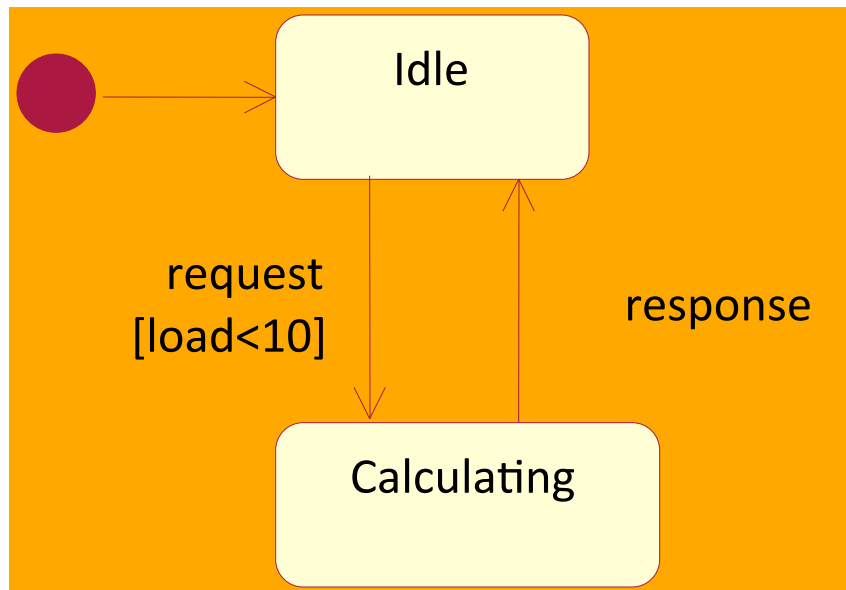 Idle
request
[load<10]
response
Calculating